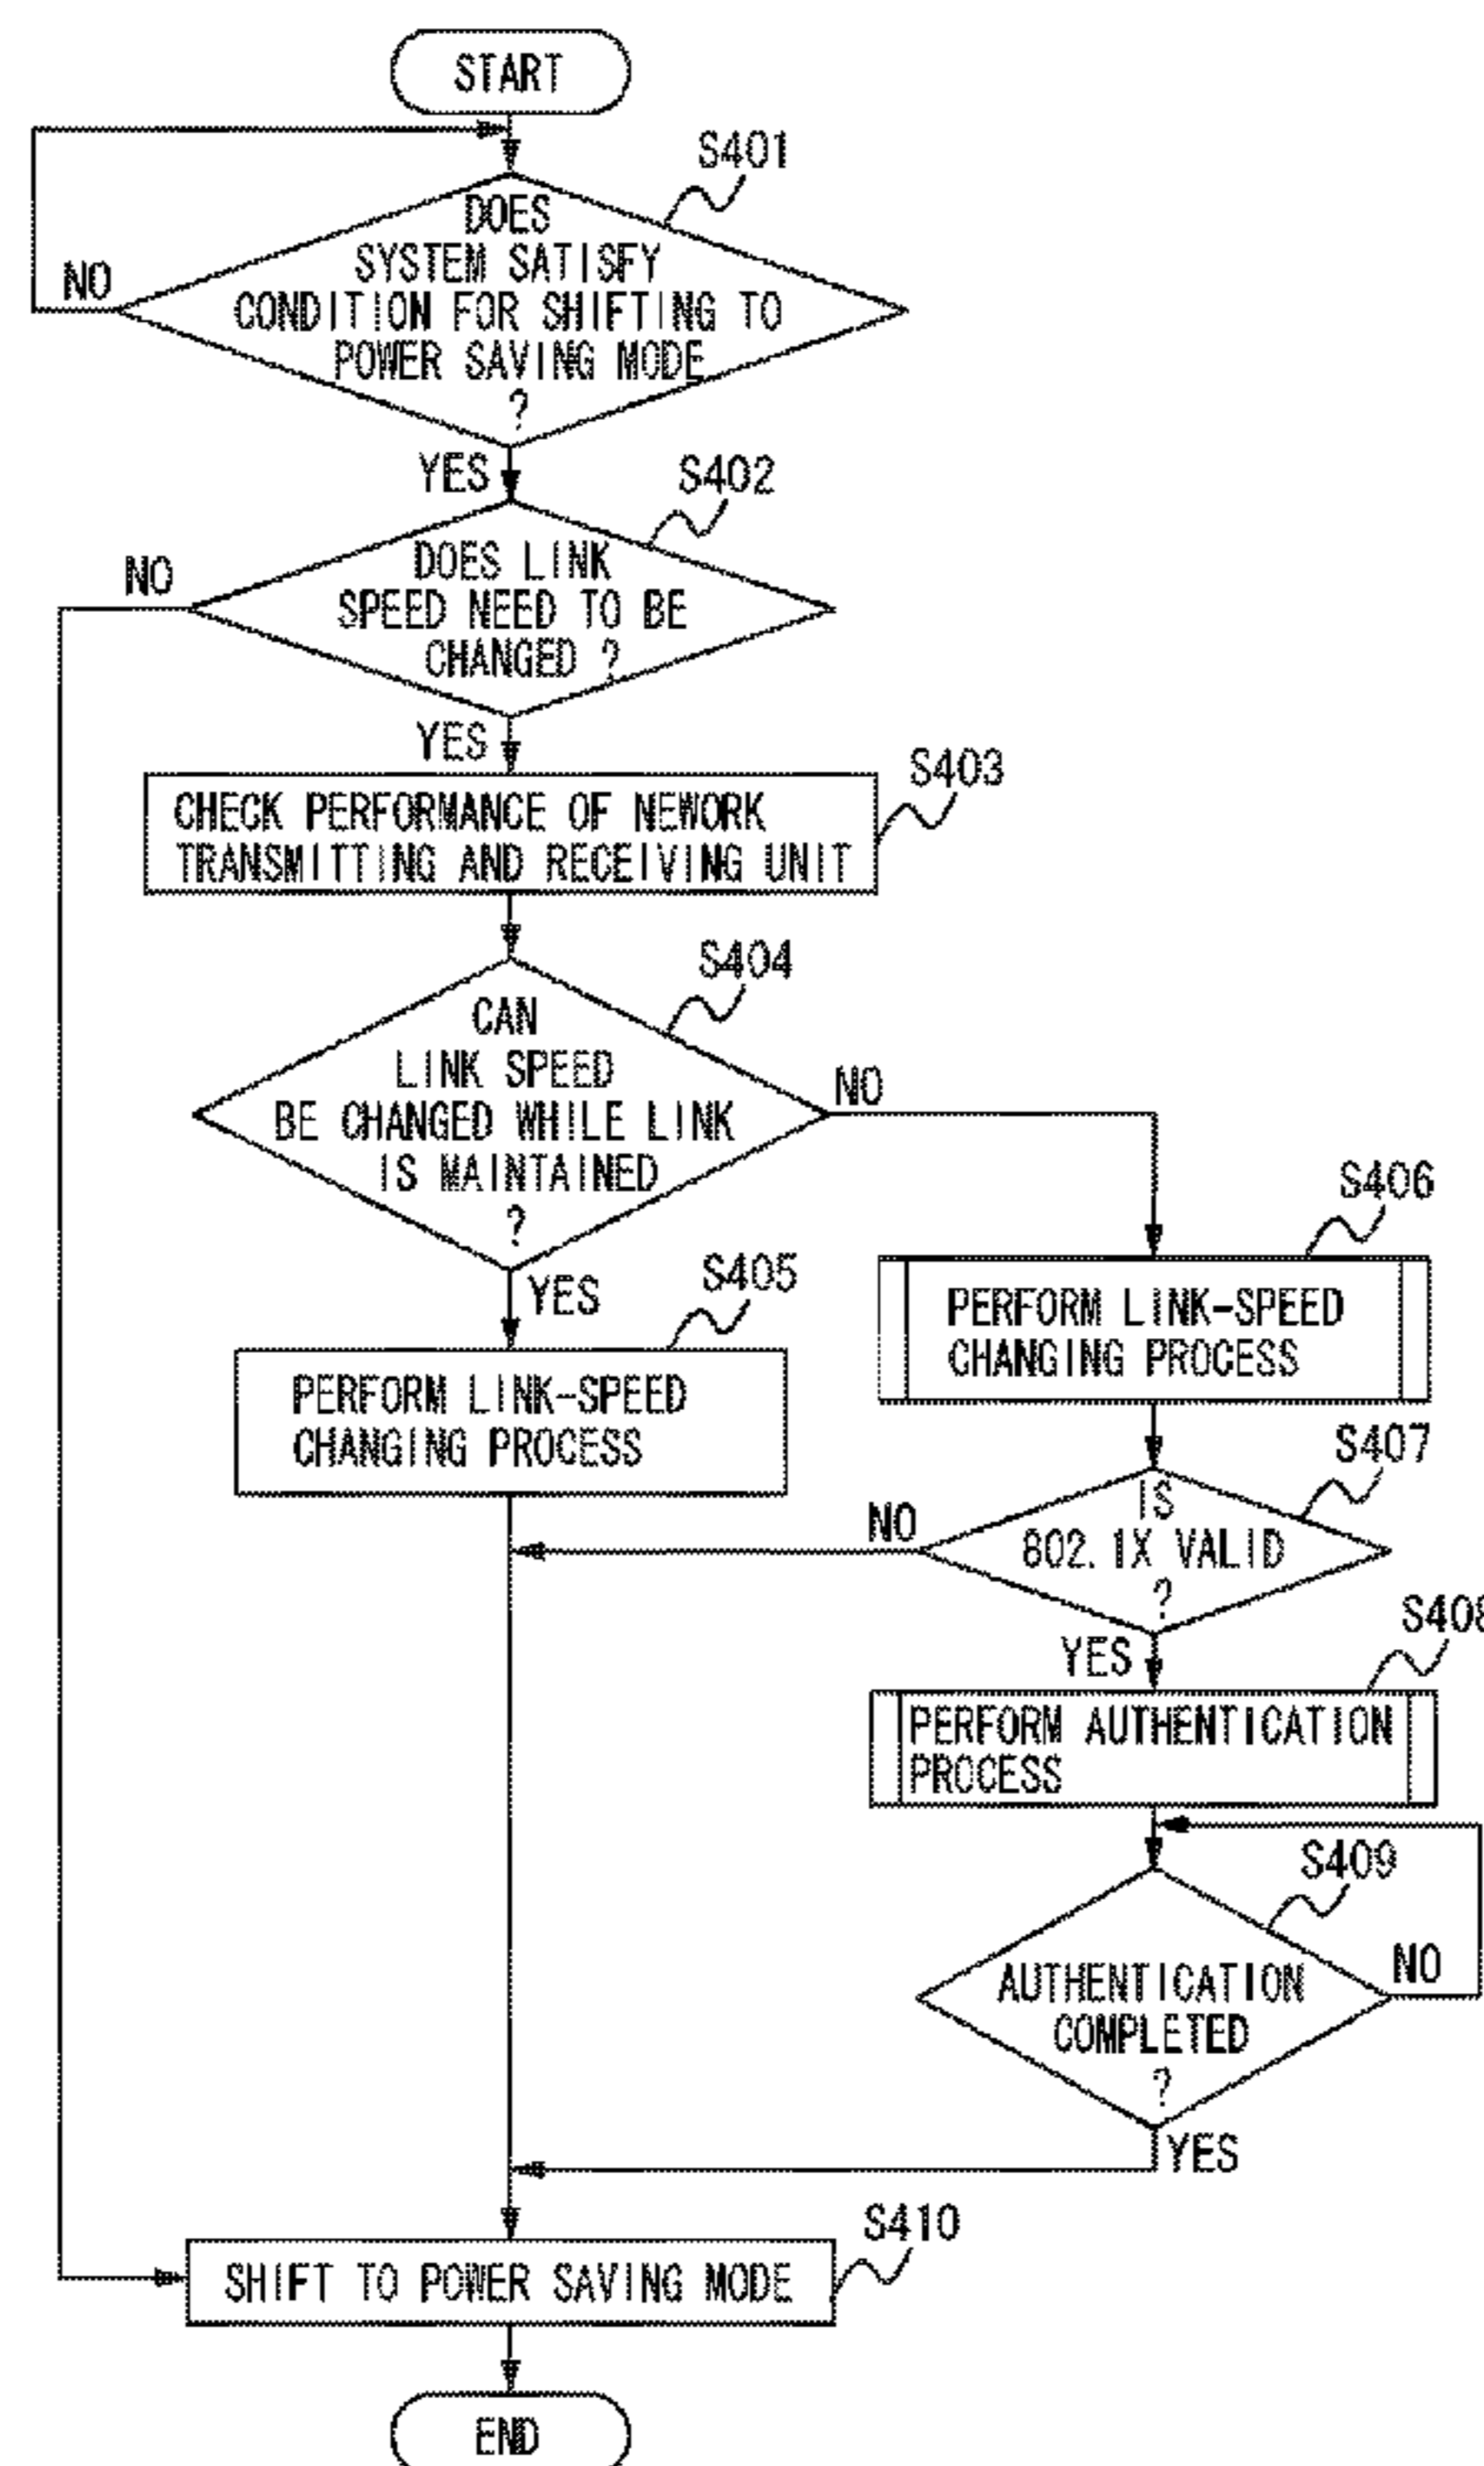 START
S401
DOES
SYSTEM SATISFY
CONDITION FOR SHIFTING TO
POWER SAVING MODE
?
NO
YES
S402
DOES LINK
SPEED NEED TO BE
CHANGED ?
NO
YES
S403
CHECK PERFORMANCE OF NEWORK
TRANSMITTING AND RECEIVING UNIT
S404
CAN
LINK SPEED
BE CHANGED WHILE LINK
IS MAINTAINED
?
NO
YES
S405
PERFORM LINK-SPEED
CHANGING PROCESS
S406
PERFORM LINK-SPEED
CHANGING PROCESS
S407
IS
802.1X VALID
?
NO
YES
S408
PERFORM AUTHENTICATION
PROCESS
S409
AUTHENTICATION
COMPLETED
?
NO
YES
S410
SHIFT TO POWER SAVING MODE
END